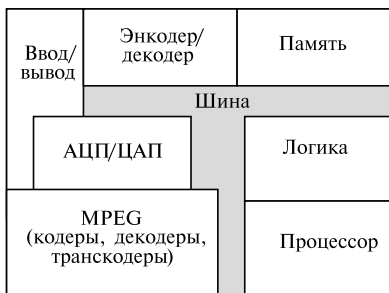 Ввод/
вывод
Энкодер/
декодер
Память
Шина
АЦП/ЦАП
Логика
MPEG
(кодеры, декодеры,
транскодеры)
Процессор